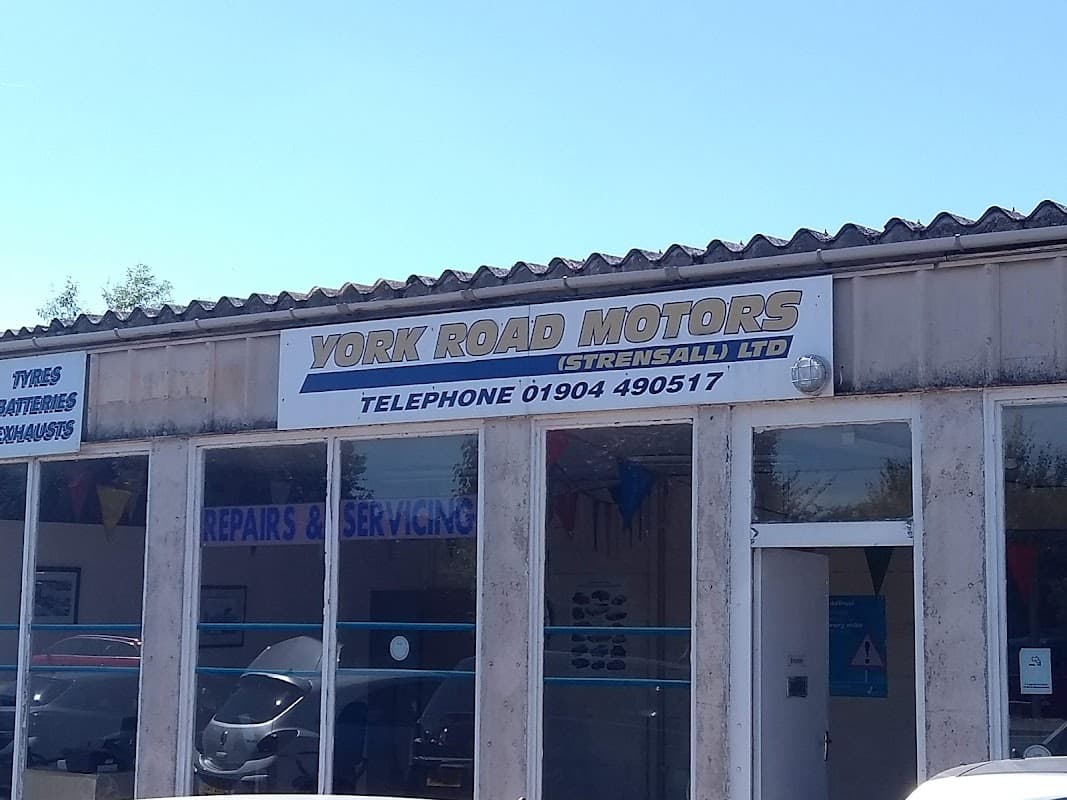 TYRES
BATTERIES
EXHAUSTS
YORK ROAD MOTORS
(STRENSALL) LTD
TELEPHONE 01904 490517
REPAIRS & SERVICING